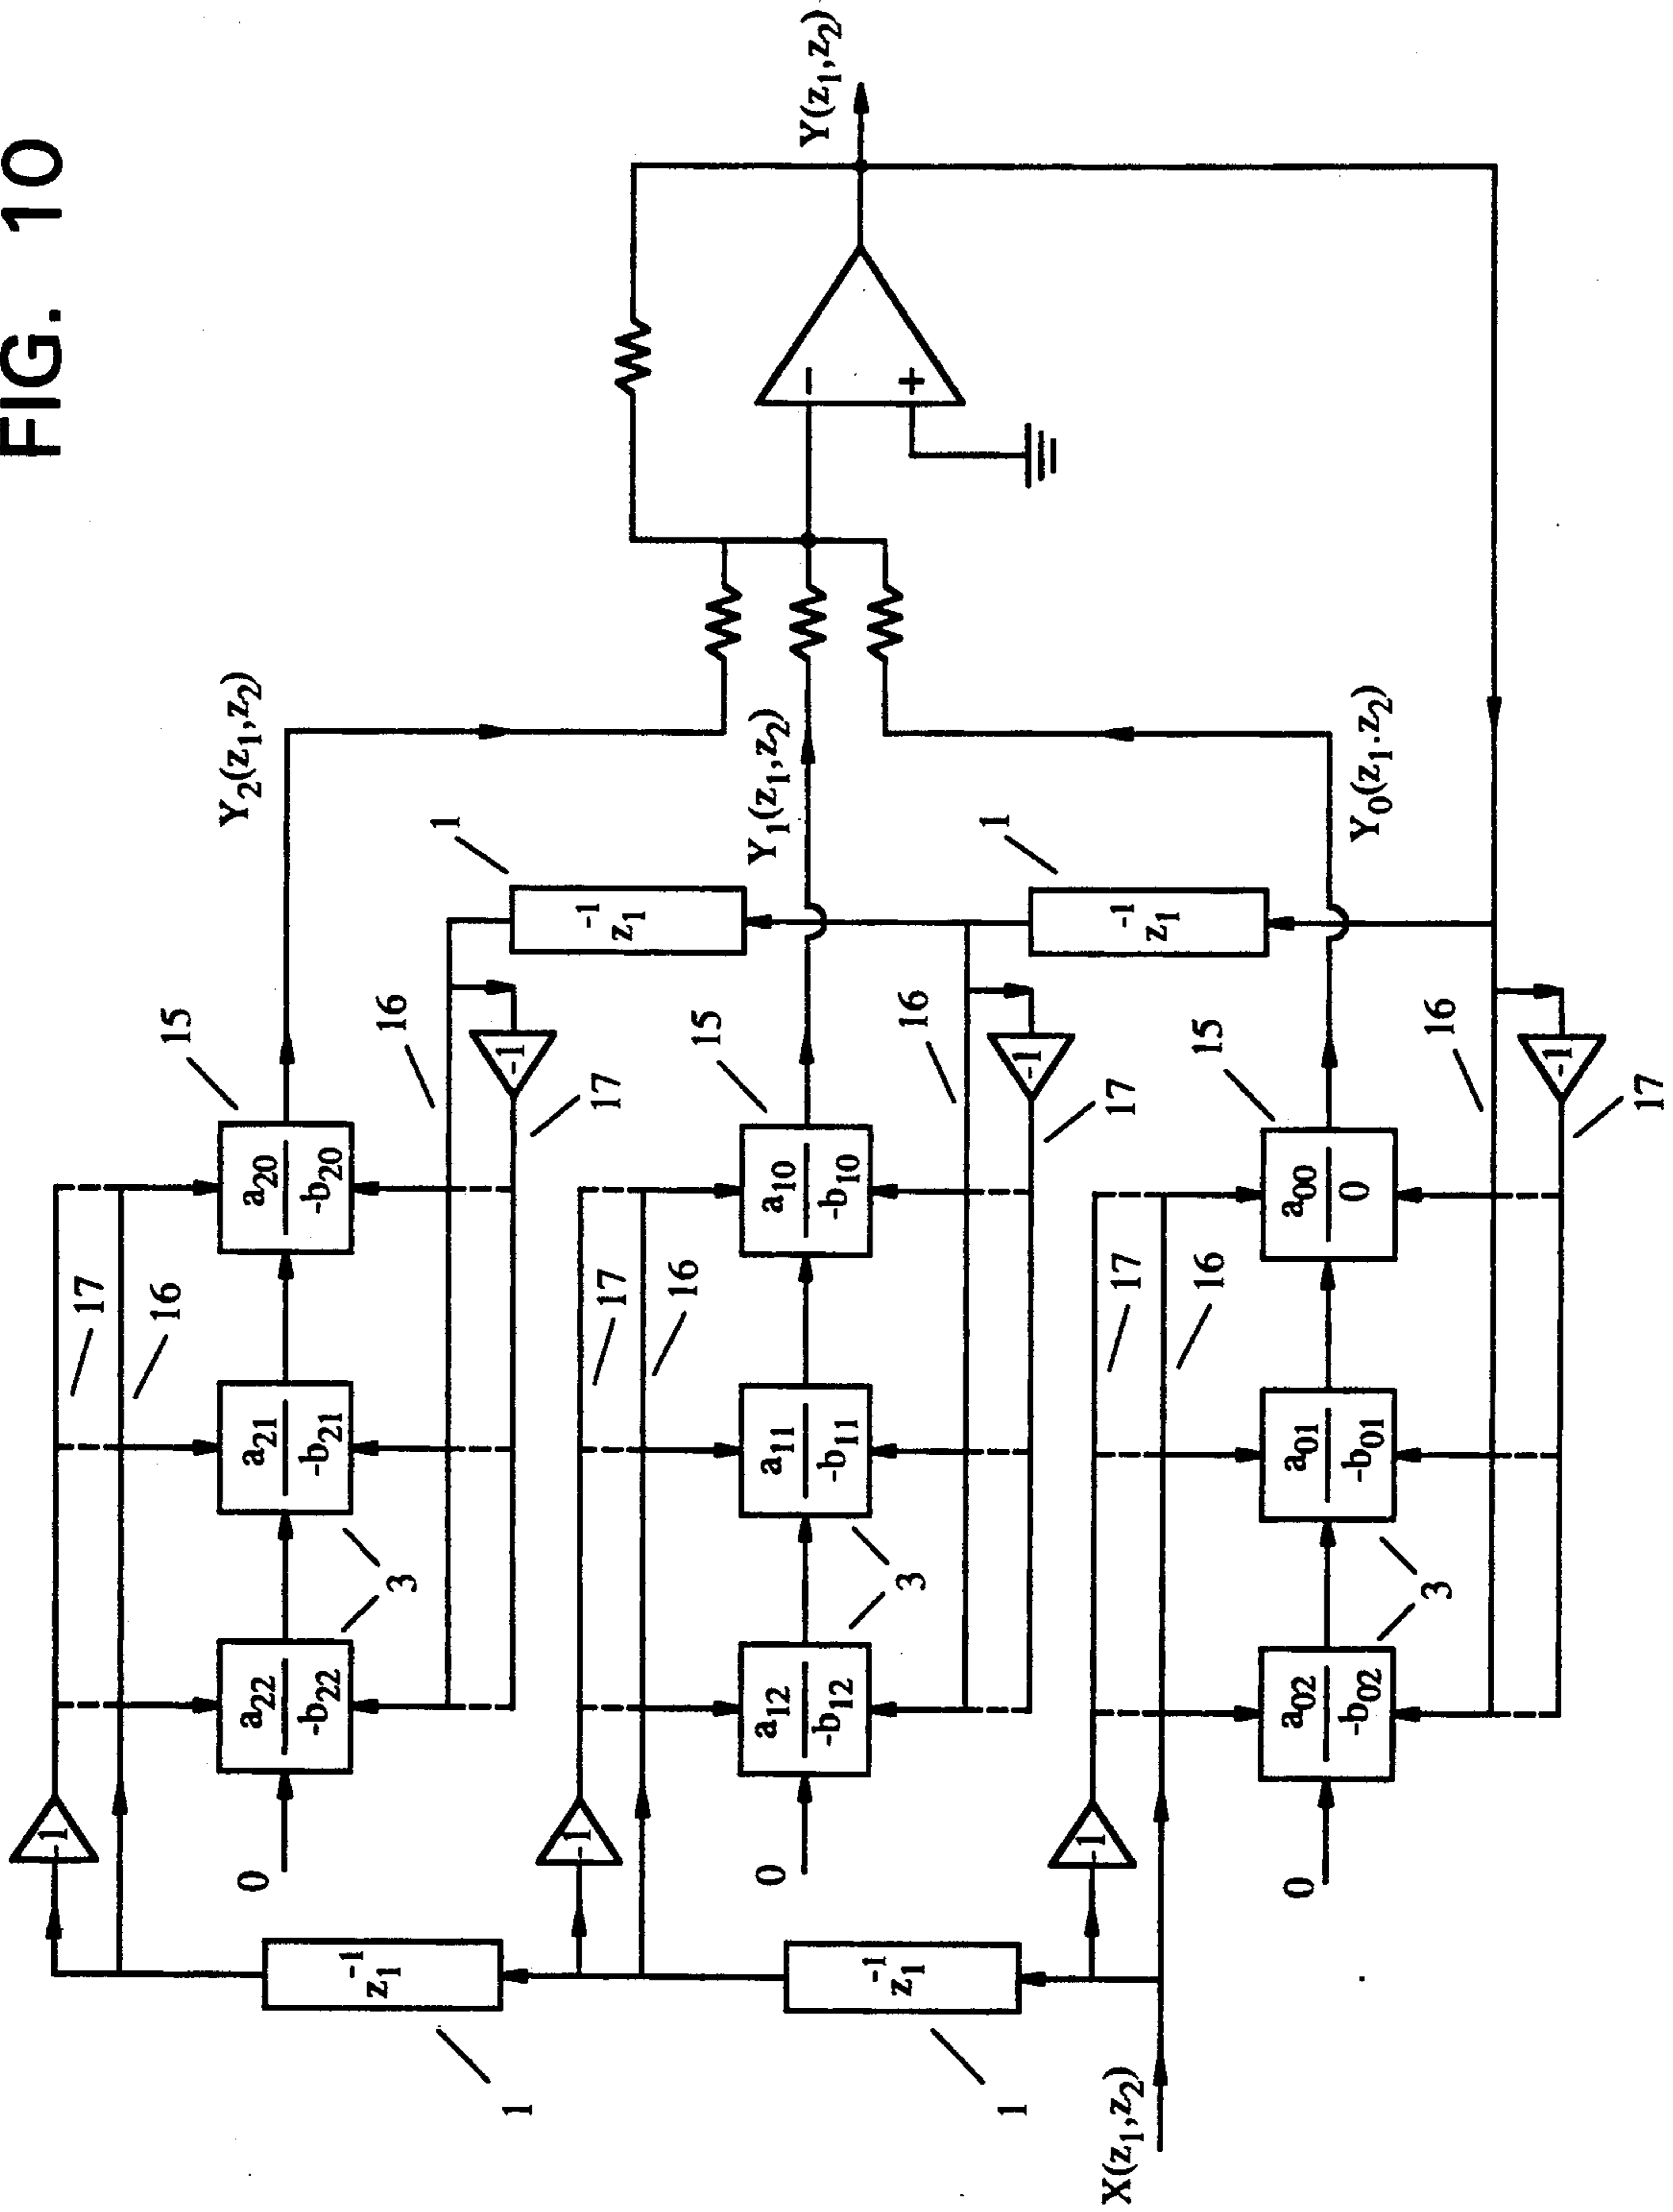 FIG. 10
-1
17
16
a20
-b20
15
Y2(z1,z2)
a21
-b21
a22
-b22
0
3
16
-1
17
1
z1^-1
z1^-1
1
-1
17
16
a10
-b10
15
Y1(z1,z2)
a11
-b11
a12
-b12
0
3
16
-1
17
1
z1^-1
z1^-1
1
-
+
Y(z1,z2)
-1
17
16
a00
0
15
Y0(z1.z2)
a01
-b01
a02
-b02
0
3
16
-1
17
X(z1,z2)